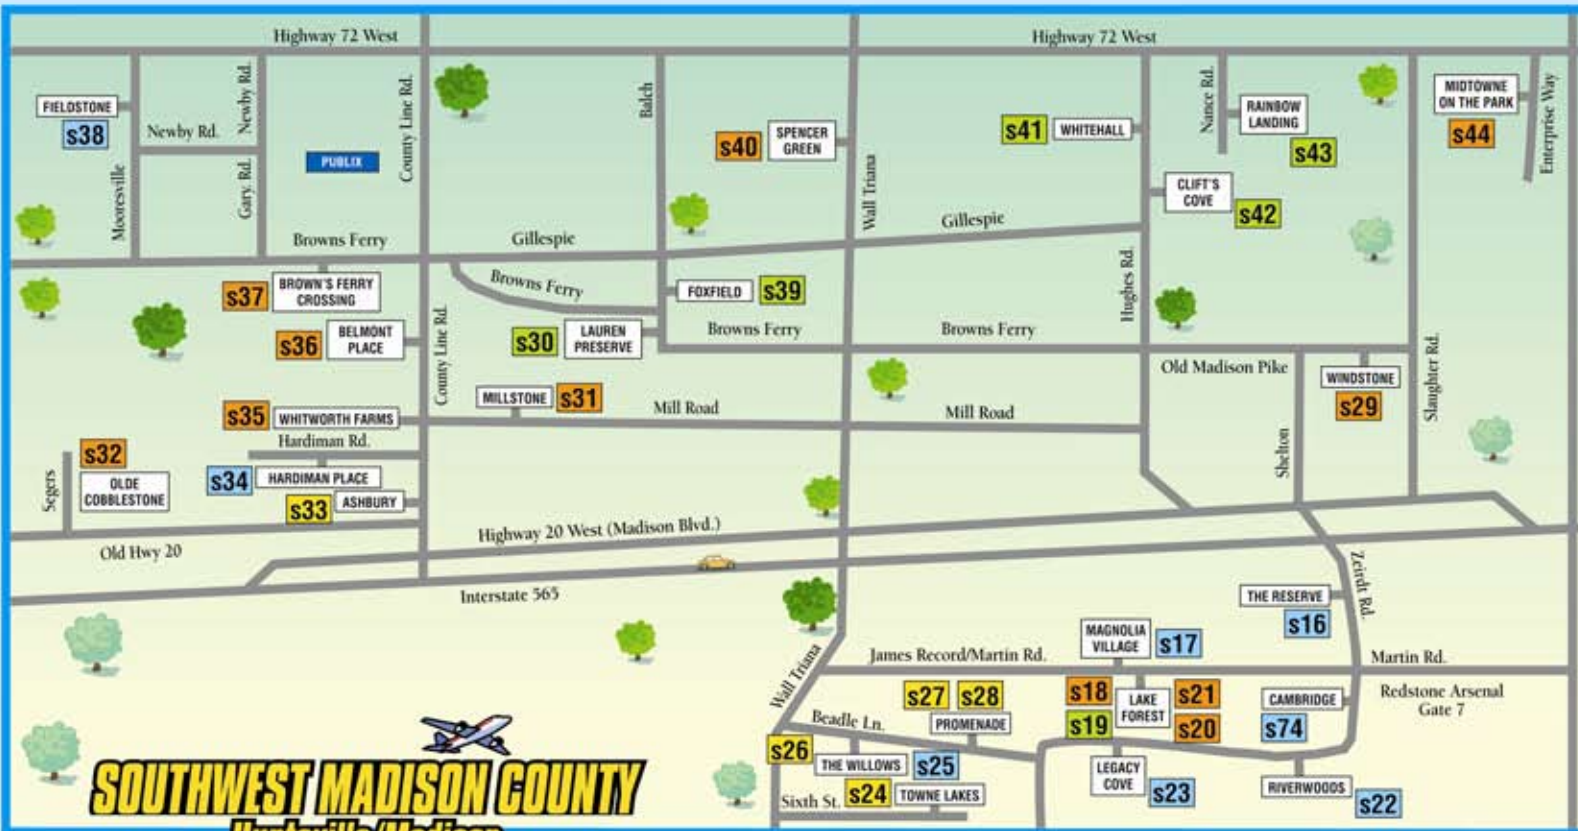 Highway 72 West
Highway 72 West
FIELDSTONE
s38
Mooresville
Newby Rd.
Newby Rd.
Gary. Rd.
PUBLIX
County Line Rd.
Balch
s40
SPENCER
GREEN
Wall Triana
s41
WHITEHALL
Nance Rd.
RAINBOW
LANDING
s43
MIDTOWNE
ON THE PARK
s44
Enterprise Way
CLIFT'S
COVE
s42
Browns Ferry
Gillespie
Gillespie
s37
BROWN'S FERRY
CROSSING
Browns Ferry
FOXFIELD
s39
Hughes Rd.
s36
BELMONT
PLACE
County Line Rd.
s30
LAUREN
PRESERVE
Browns Ferry
Browns Ferry
Old Madison Pike
WINDSTONE
s29
Slaughter Rd.
s35
WHITWORTH FARMS
MILLSTONE
s31
Mill Road
Mill Road
Shelton
Hardiman Rd.
Segers
s32
OLDE
COBBLESTONE
s34
HARDIMAN PLACE
s33
ASHBURY
Old Hwy 20
Highway 20 West (Madison Blvd.)
Interstate 565
Zeirdt Rd.
THE RESERVE
s16
MAGNOLIA
VILLAGE
s17
Wall Triana
James Record/Martin Rd.
Martin Rd.
s27
s28
PROMENADE
s18
s19
LAKE
FOREST
s21
s20
CAMBRIDGE
s74
Redstone Arsenal
Gate 7
Beadle Ln.
s26
THE WILLOWS
s25
s24
TOWNE LAKES
Sixth St.
LEGACY
COVE
s23
RIVERWOODS
s22
SOUTHWEST MADISON COUNTY
Huntsville/Madison